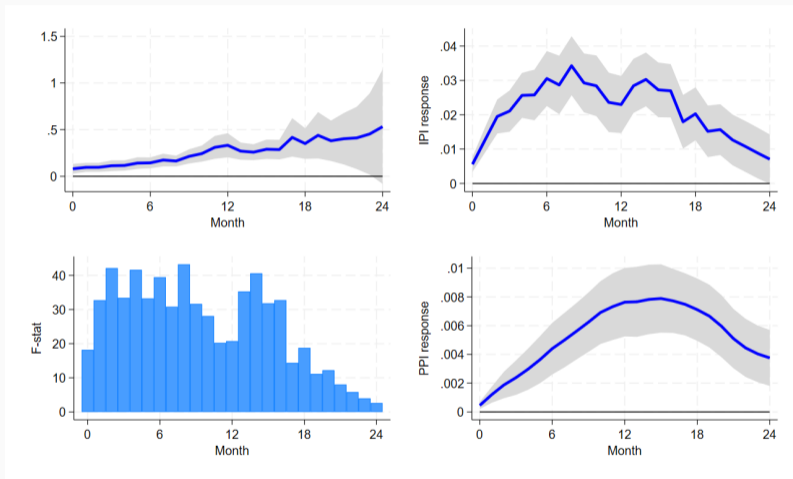 1.5
1
.5
0
0 6 12 18 24
Month
IPI response
.04
.03
.02
.01
0
0 6 12 18 24
Month
F-stat
40
30
20
10
0
0 6 12 18 24
Month
PPI response
.01
.008
.006
.004
.002
0
0 6 12 18 24
Month